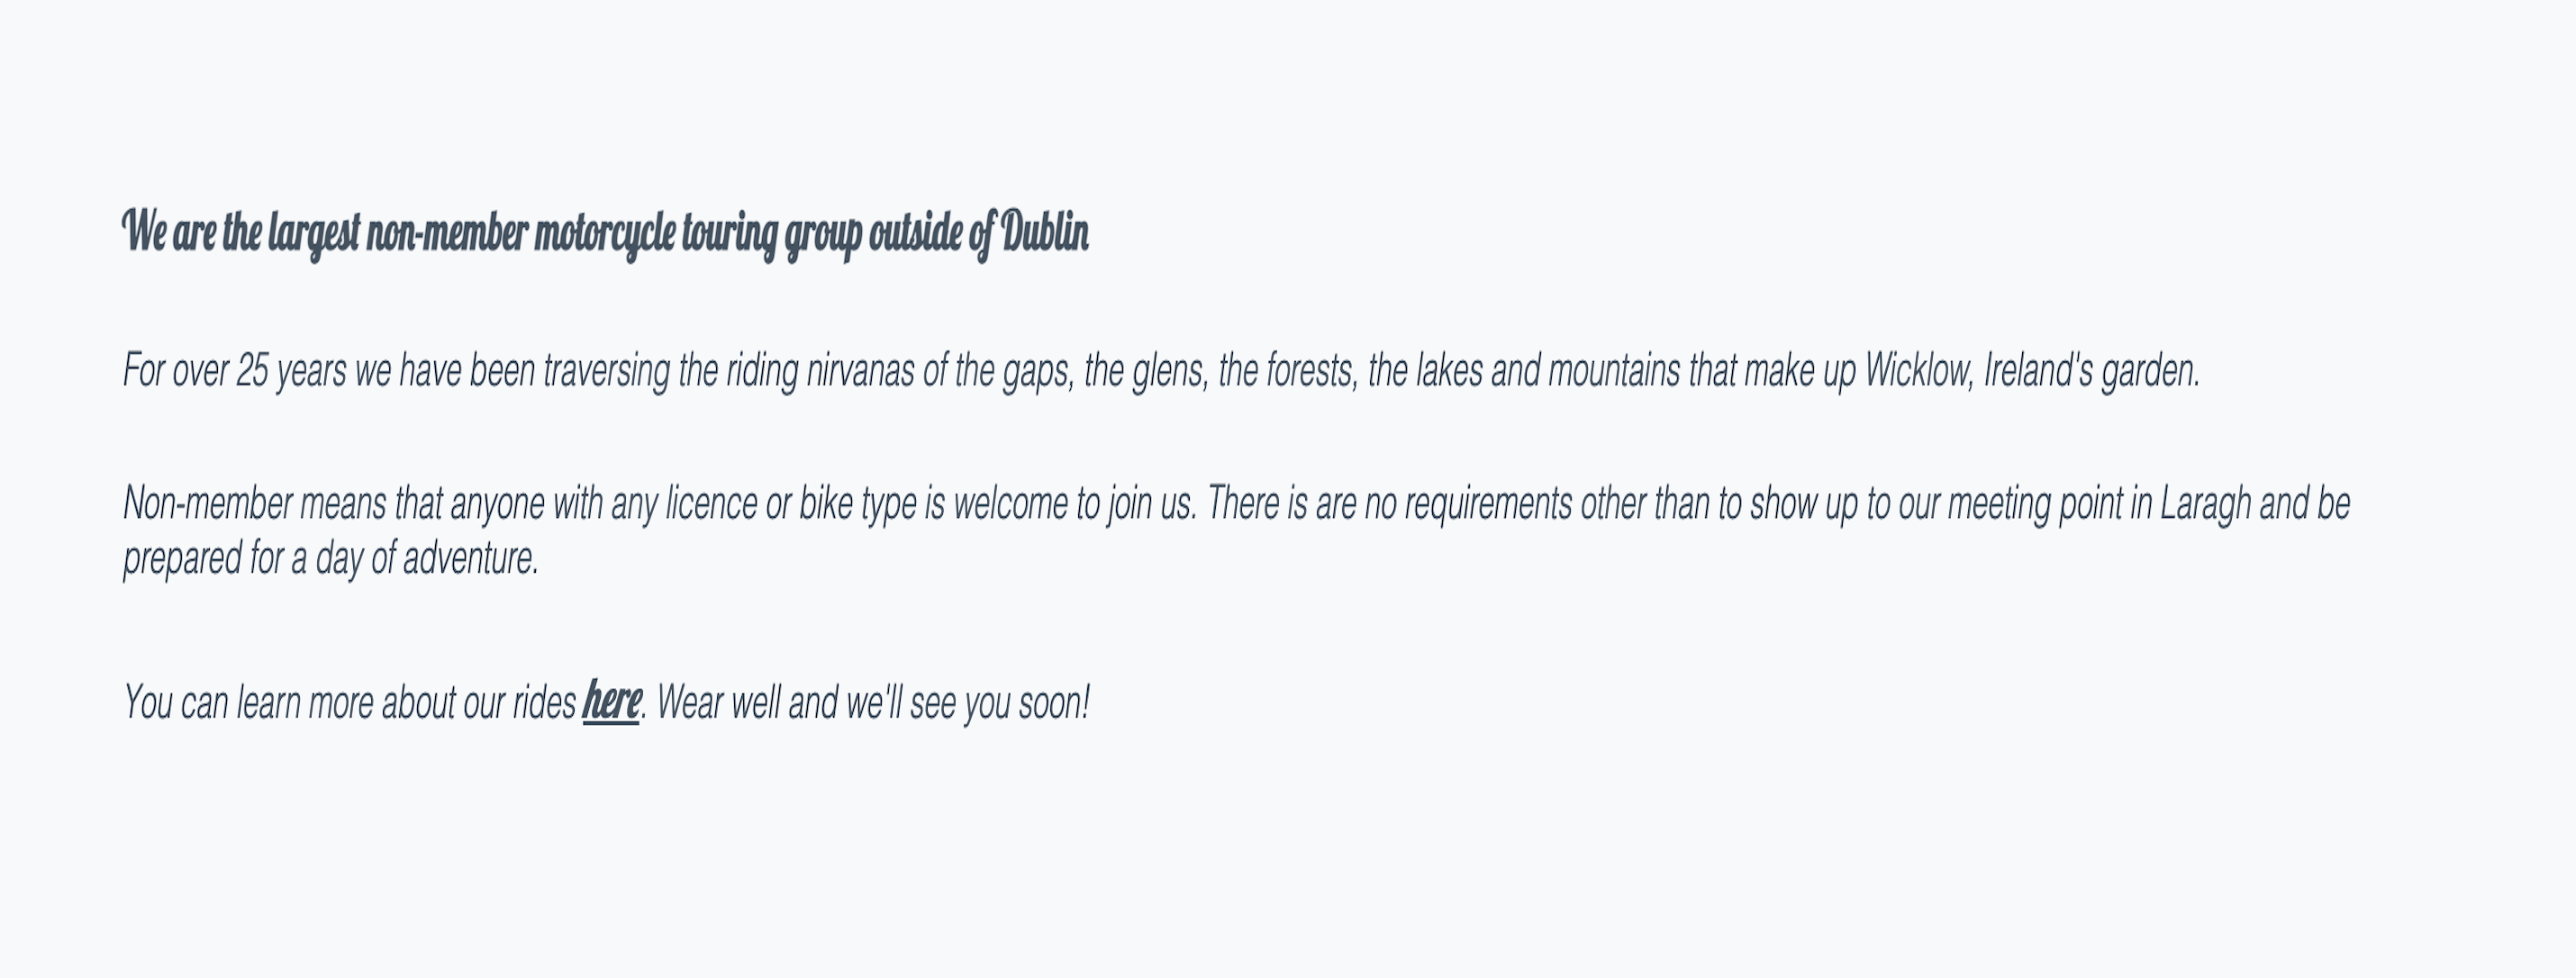 We are the largest non-member motorcycle touring group outside of Dublin
For over 25 years we have been traversing the riding nirvanas of the gaps, the glens, the forests, the lakes and mountains that make up Wicklow, Ireland's garden.
Non-member means that anyone with any licence or bike type is welcome to join us. There is are no requirements other than to show up to our meeting point in Laragh and be
prepared for a day of adventure.
You can learn more about our rides here. Wear well and we'll see you soon!